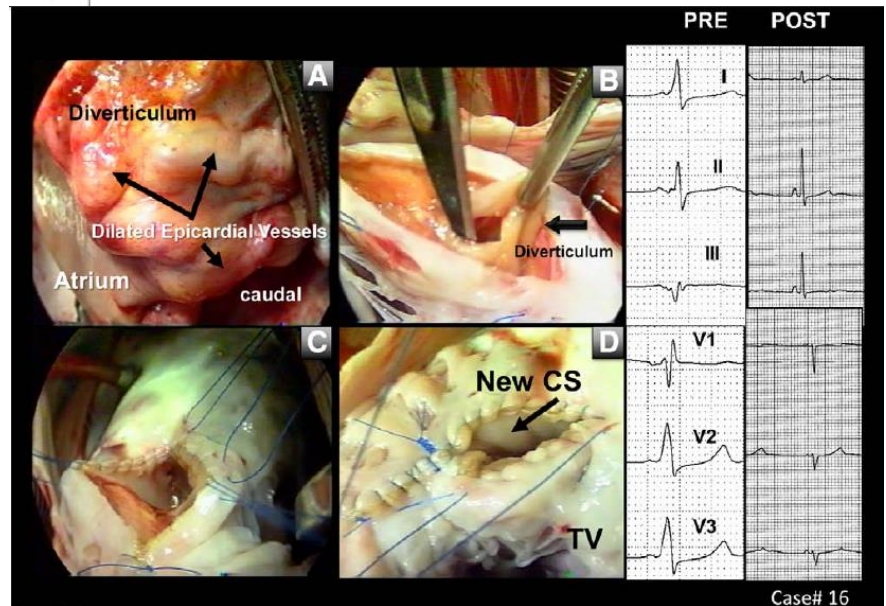 PRE POST
A
Diverticulum
Dilated Epicardial Vessels
Atrium
caudal
B
Diverticulum
I
II
III
C
D
New CS
TV
V1
V2
V3
Case# 16